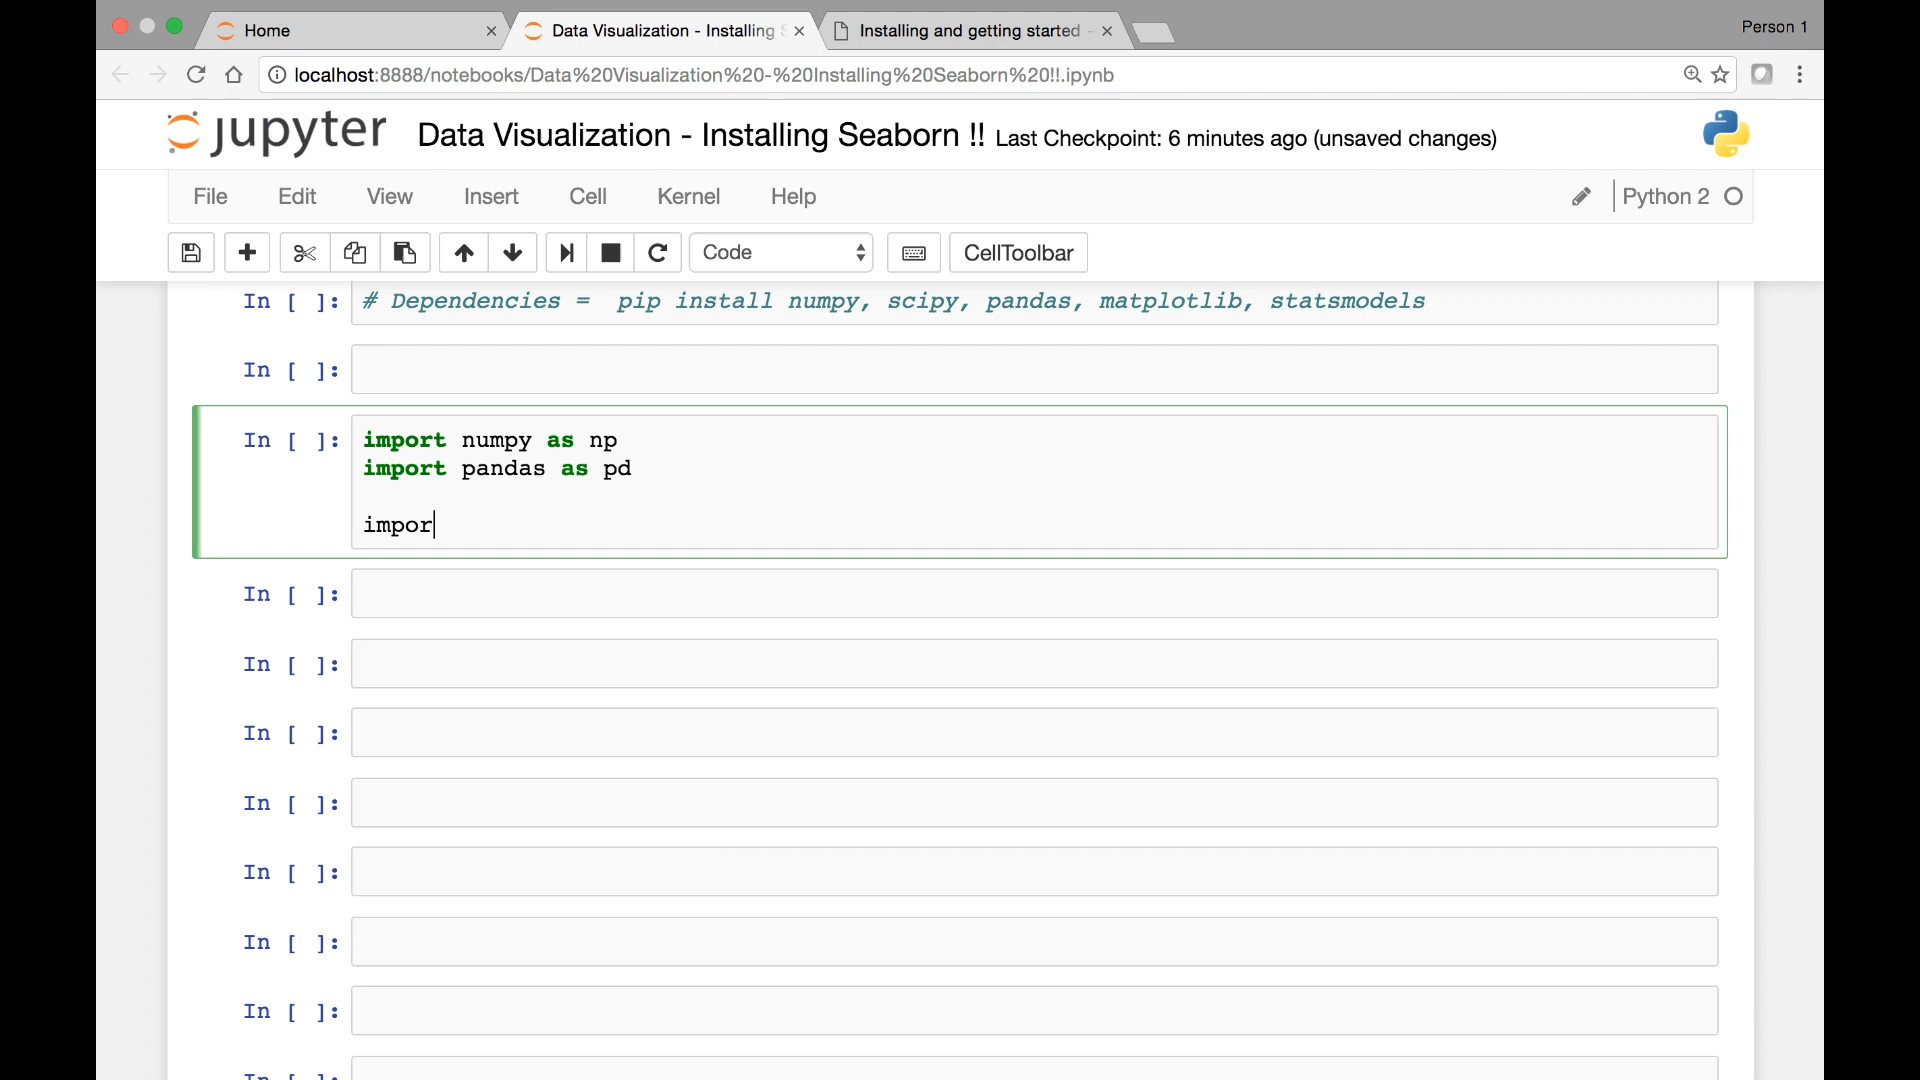 Home
Data Visualization - Installing S
Installing and getting started -
Person 1
localhost:8888/notebooks/Data%20Visualization%20-%20Installing%20Seaborn%20!!.ipynb
jupyter Data Visualization - Installing Seaborn !! Last Checkpoint: 6 minutes ago (unsaved changes)
File Edit View Insert Cell Kernel Help Python 2
Code CellToolbar
In [ ]: # Dependencies =  pip install numpy, scipy, pandas, matplotlib, statsmodels
In [ ]:
In [ ]: import numpy as np
import pandas as pd
impor
In [ ]:
In [ ]:
In [ ]:
In [ ]:
In [ ]:
In [ ]:
In [ ]:
In [ ]: